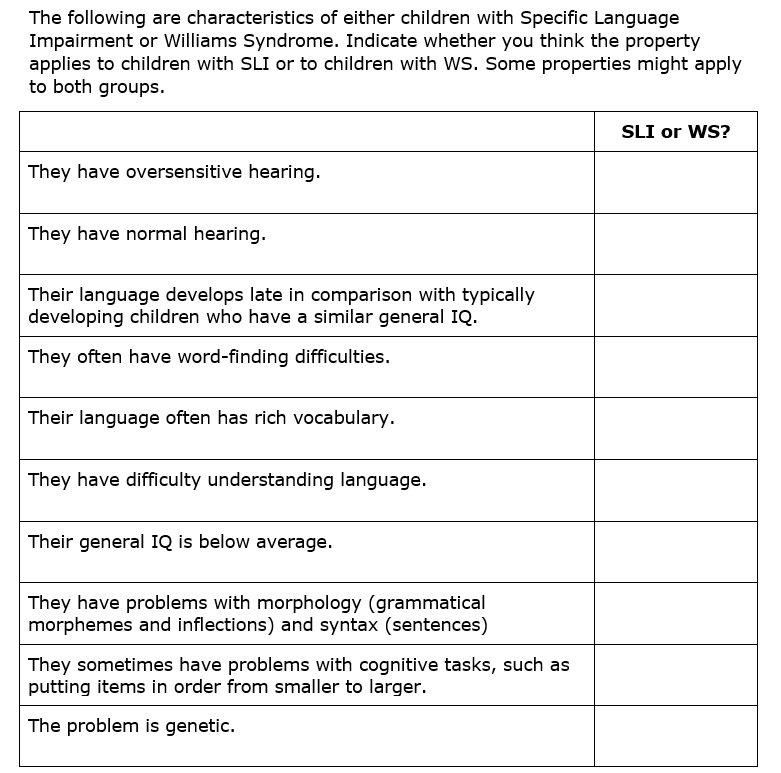 The following are characteristics of either children with Specific Language
Impairment or Williams Syndrome. Indicate whether you think the property
applies to children with SLI or to children with WS. Some properties might apply
to both groups.
SLI or WS?
They have oversensitive hearing.
They have normal hearing.
Their language develops late in comparison with typically
developing children who have a similar general IQ.
They often have word-finding difficulties.
Their language often has rich vocabulary.
They have difficulty understanding language.
Their general IQ is below average.
They have problems with morphology (grammatical
morphemes and inflections) and syntax (sentences)
They sometimes have problems with cognitive tasks, such as
putting items in order from smaller to larger.
The problem is genetic.